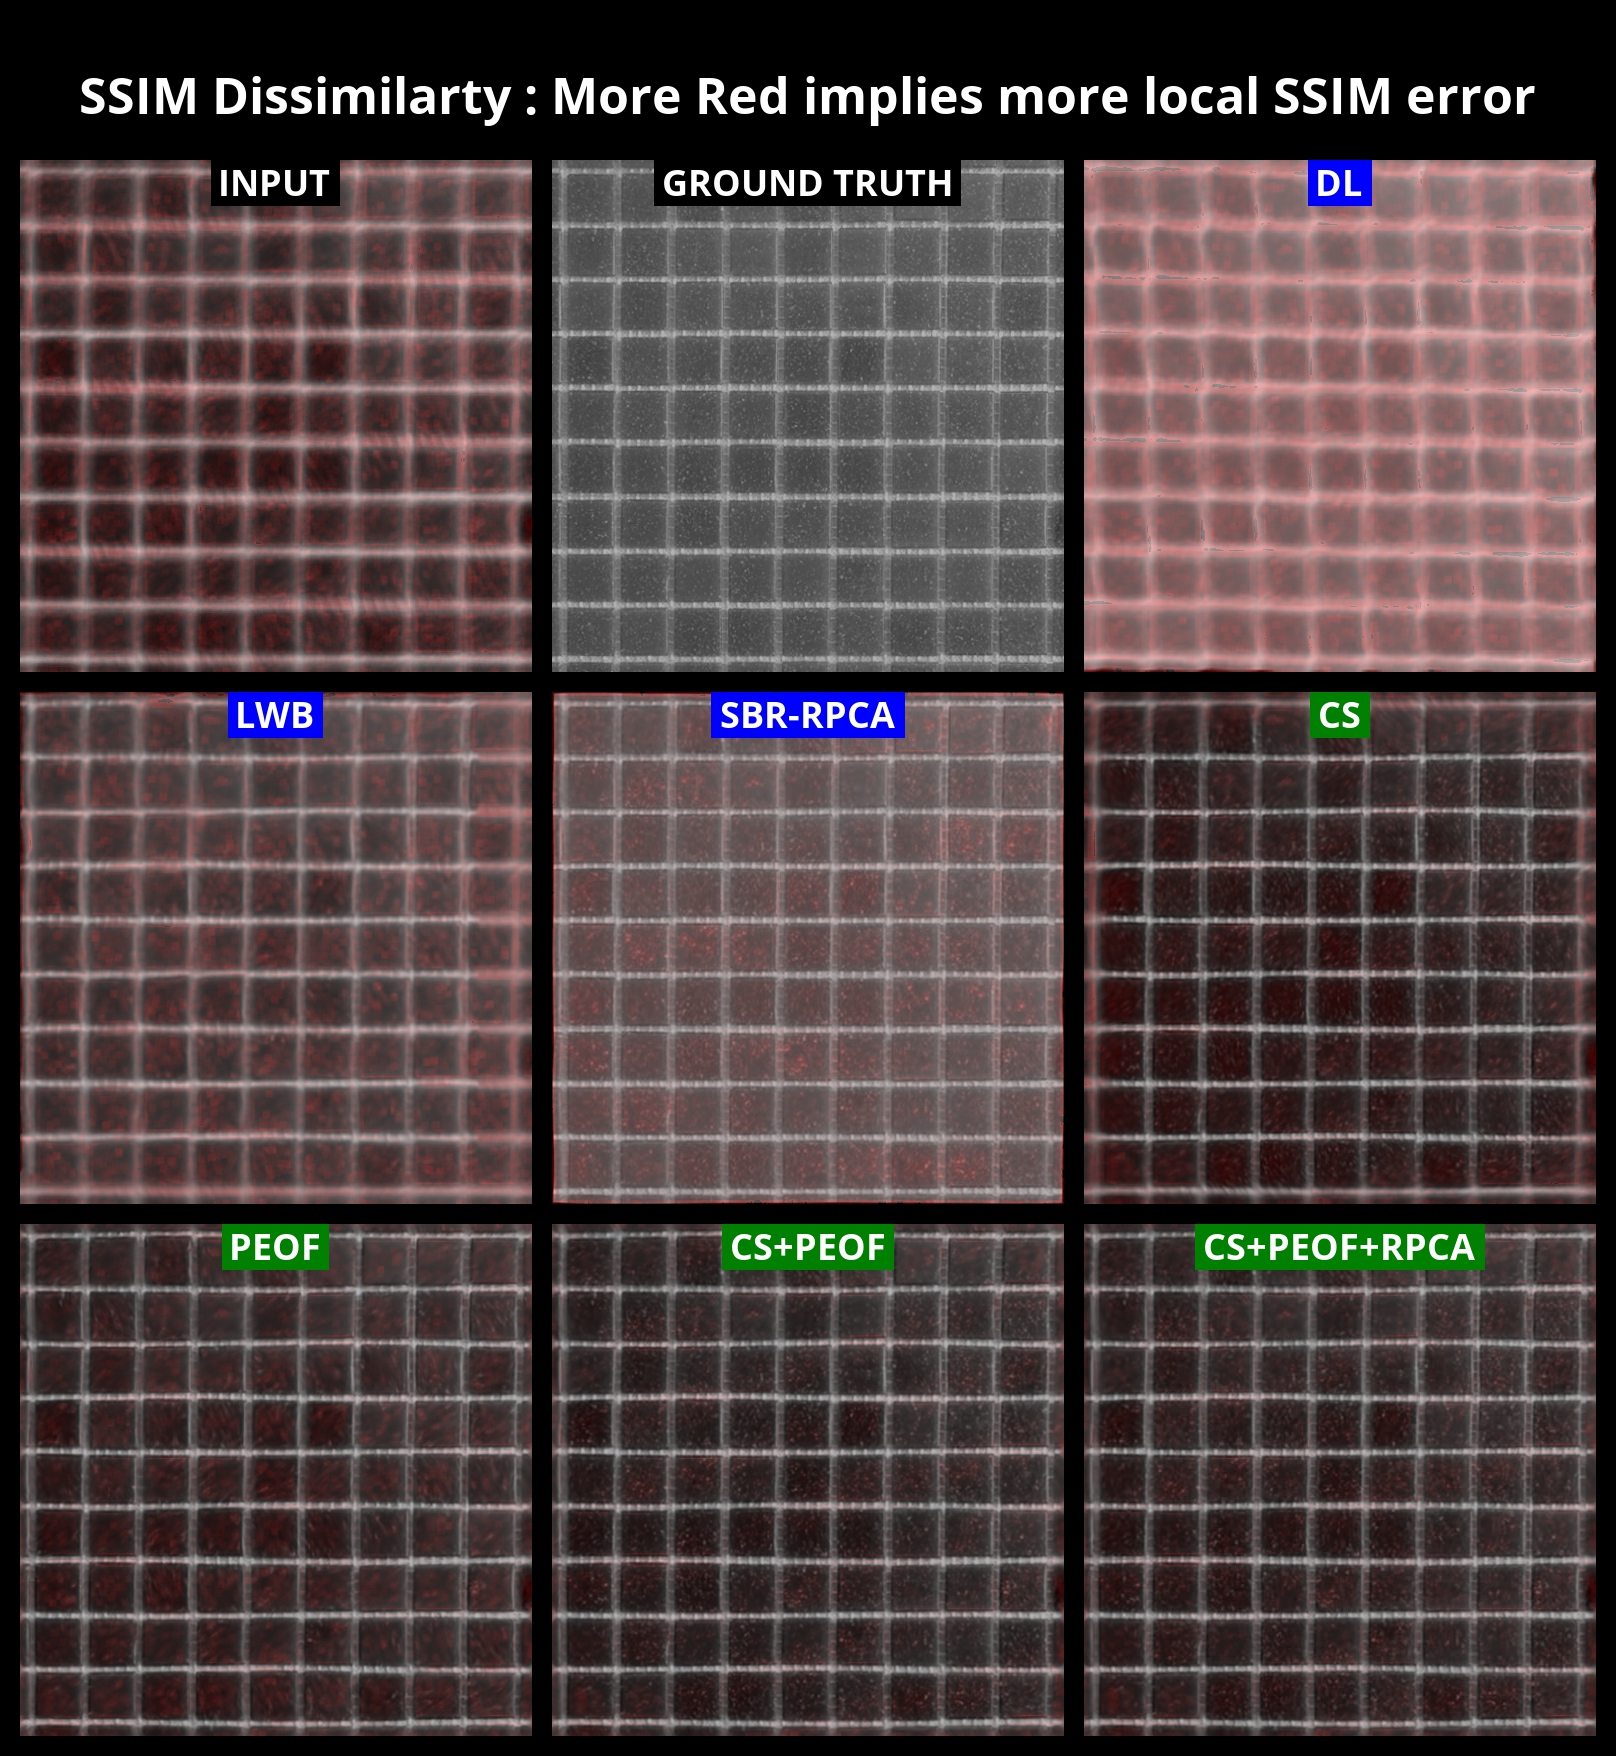 SSIM Dissimilarty : More Red implies more local SSIM error
INPUT
GROUND TRUTH
DL
LWB
SBR-RPCA
CS
PEOF
CS+PEOF
CS+PEOF+RPCA